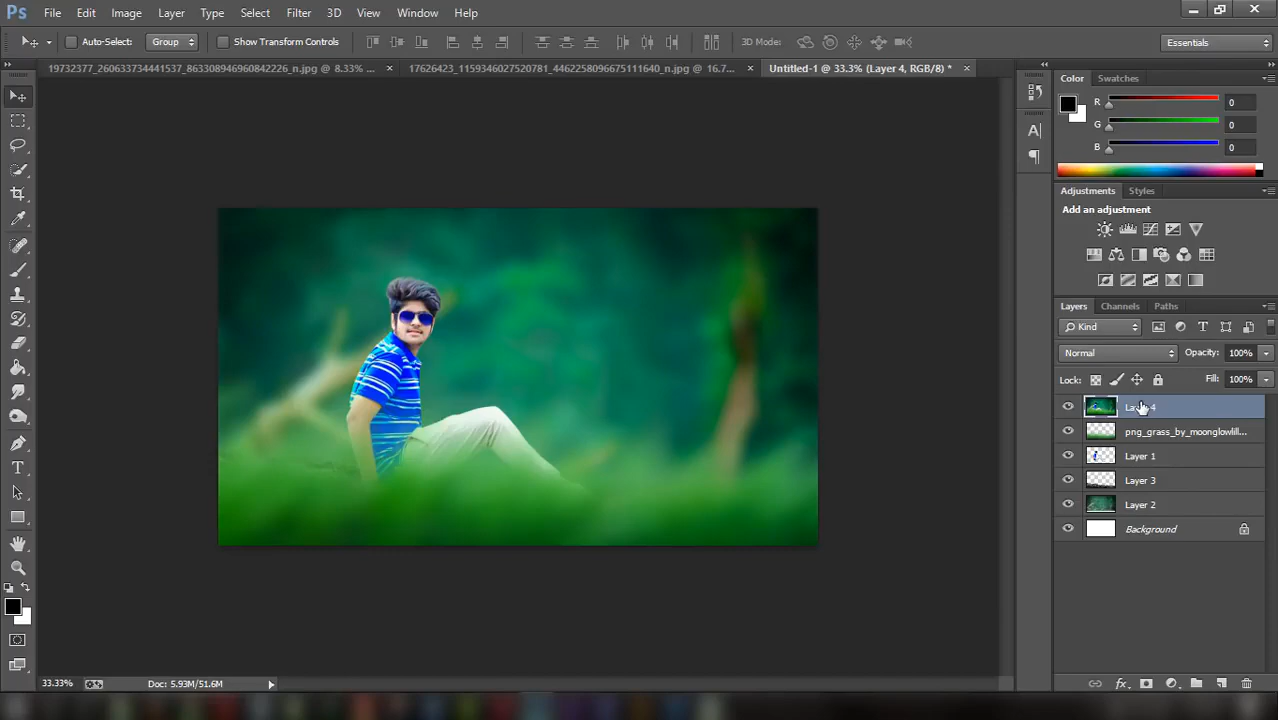 Ps File Edit Image Layer Type Select Filter 3D View Window Help
Auto-Select: Group Show Transform Controls 3D Mode: Essentials
19732377_260633734441537_863308946960842226_n.jpg @ 8.33% ... × 17626423_1159346027520781_4462258096675111640_n.jpg @ 16.7... × Untitled-1 @ 33.3% (Layer 4, RGB/8) * ×
Color Swatches
R 0
G 0
B 0
Adjustments Styles
Add an adjustment
Layers Channels Paths
Kind
Normal Opacity: 100%
Lock: Fill: 100%
4
png_grass_by_moonglowlill...
Layer 1
Layer 3
Layer 2
Background
33.33% Doc: 5.93M/51.6M